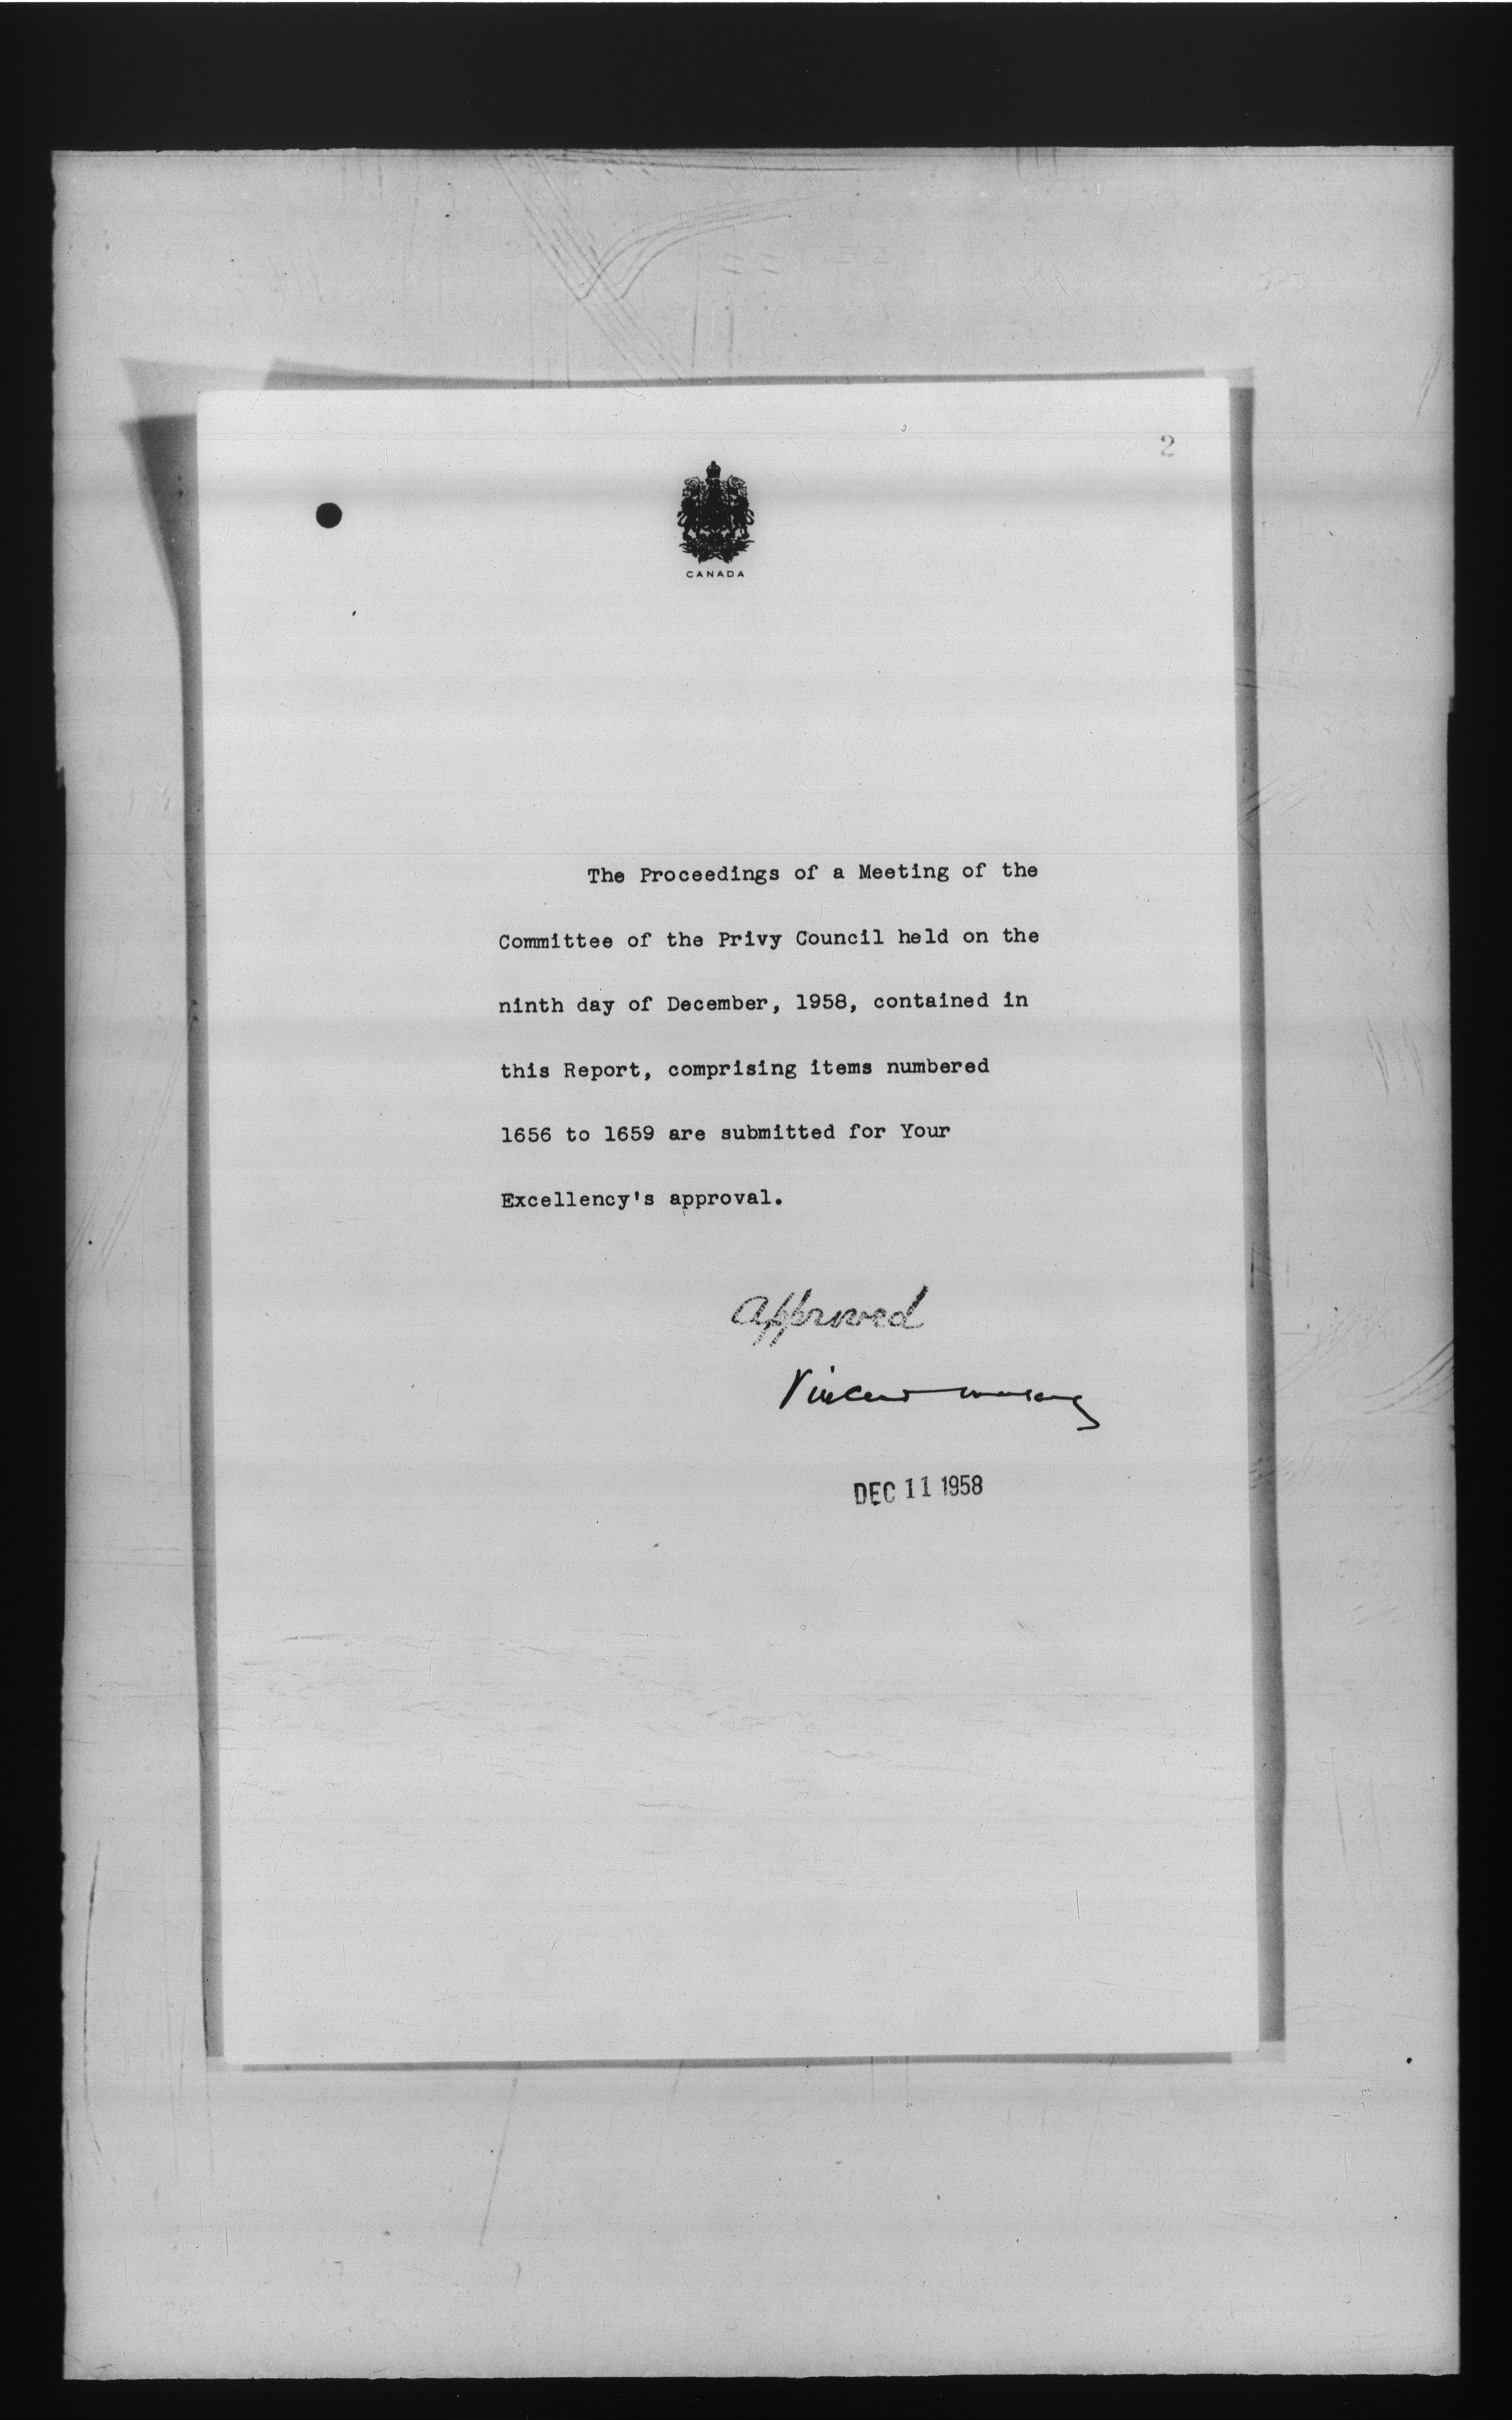 2
CANADA
The Proceedings of a Meeting of the
Committee of the Privy Council held on the
ninth day of December, 1958, contained in
this Report, comprising items numbered
1656 to 1659 are submitted for Your
Excellency's approval.
Approved
Vincent Massey
DEC 11 1958